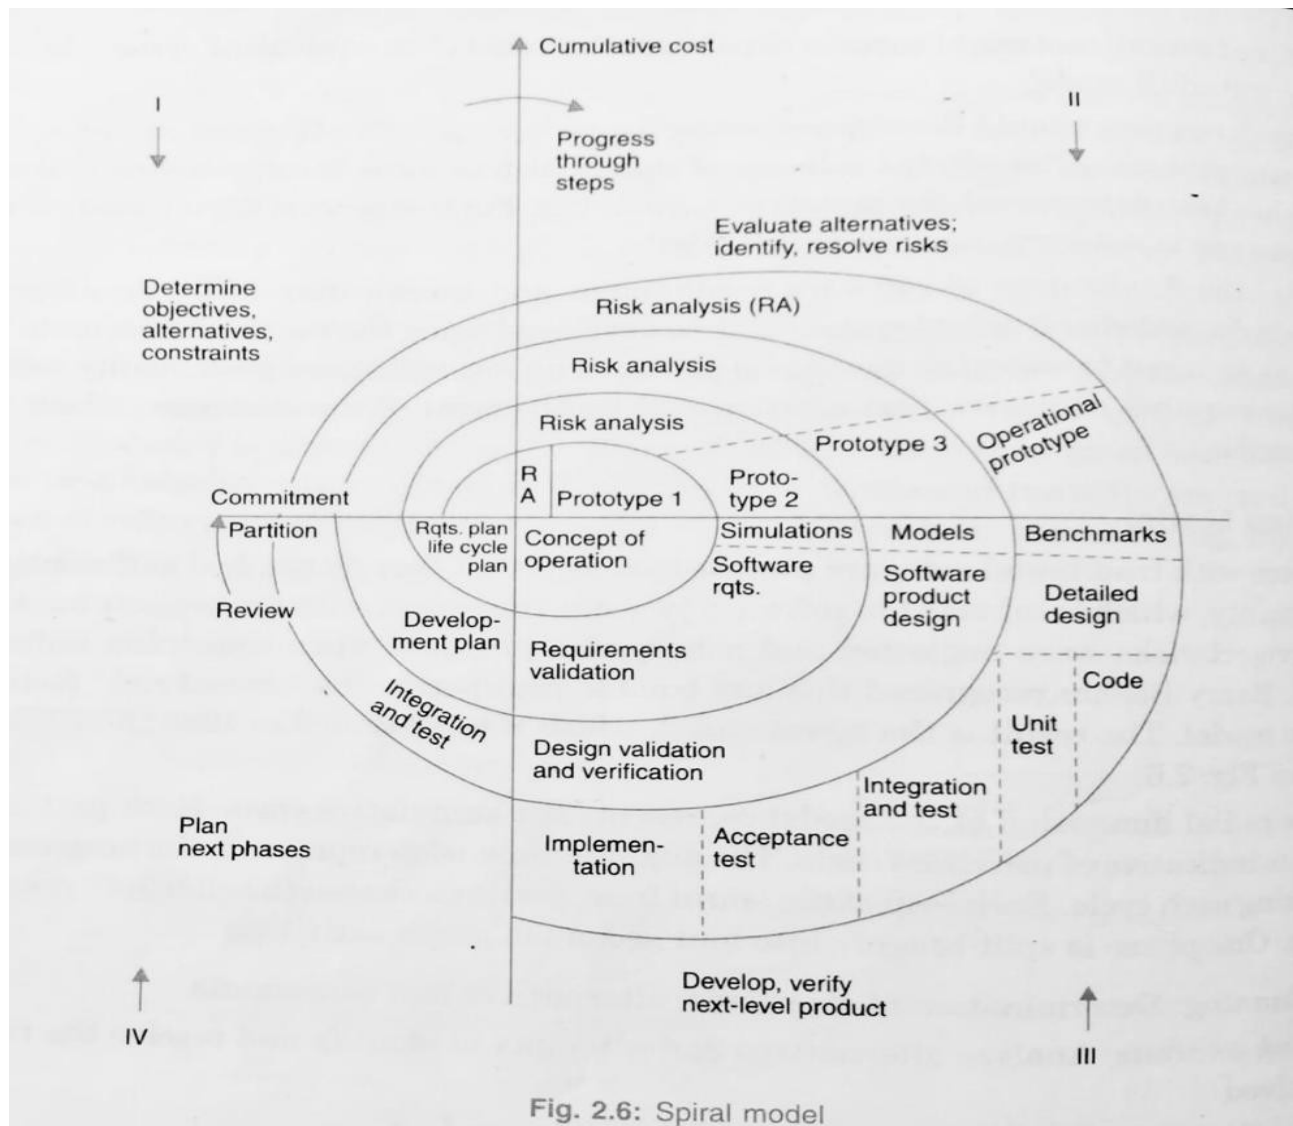 Cumulative cost
I
II
Progress
through
steps
Evaluate alternatives;
identify, resolve risks
Determine
objectives,
alternatives,
constraints
Risk analysis (RA)
Risk analysis
Risk analysis
Operational
prototype
Prototype 3
Proto-
type 2
R
A
Prototype 1
Commitment
Partition
Review
Rqts. plan
life cycle
plan
Concept of
operation
Simulations
Models
Benchmarks
Software
rqts.
Software
product
design
Detailed
design
Develop-
ment plan
Requirements
validation
Code
Unit
test
Integration
and test
Design validation
and verification
Integration
and test
Plan
next phases
Implemen-
tation
Acceptance
test
Develop, verify
next-level product
IV
III
Fig. 2.6: Spiral model